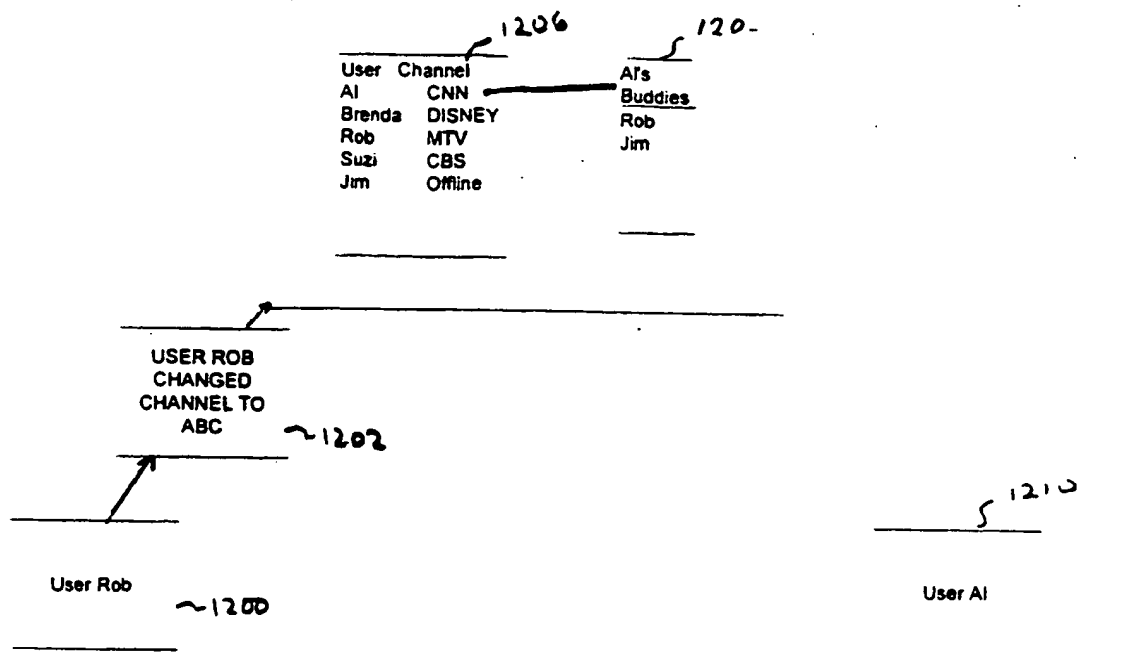 1206
120-
User Channel
Al CNN
Brenda DISNEY
Rob MTV
Suzi CBS
Jim Offline
Al's
Buddies
Rob
Jim
USER ROB
CHANGED
CHANNEL TO
ABC
~1202
1210
User Rob
~1200
User Al